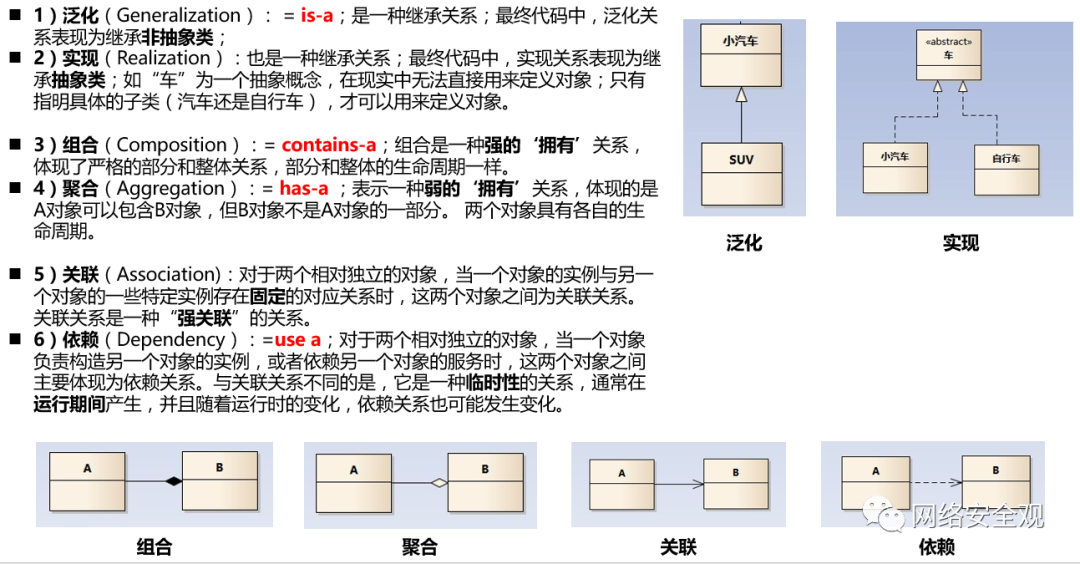 ■ 1）泛化（Generalization）： = is-a；是一种继承关系；最终代码中，泛化关
系表现为继承非抽象类；
■ 2）实现（Realization）：也是一种继承关系；最终代码中，实现关系表现为继
承抽象类；如“车”为一个抽象概念，在现实中无法直接用来定义对象；只有
指明具体的子类（汽车还是自行车），才可以用来定义对象。
■ 3）组合（Composition）：= contains-a；组合是一种强的‘拥有’关系，
体现了严格的部分和整体关系，部分和整体的生命周期一样。
■ 4）聚合（Aggregation）：= has-a ；表示一种弱的‘拥有’关系，体现的是
A对象可以包含B对象，但B对象不是A对象的一部分。 两个对象具有各自的生
命周期。
■ 5）关联（Association)：对于两个相对独立的对象，当一个对象的实例与另一
个对象的一些特定实例存在固定的对应关系时，这两个对象之间为关联关系。
关联关系是一种“强关联”的关系。
■ 6）依赖（Dependency）：=use a；对于两个相对独立的对象，当一个对象
负责构造另一个对象的实例，或者依赖另一个对象的服务时，这两个对象之间
主要体现为依赖关系。与关联关系不同的是，它是一种临时性的关系，通常在
运行期间产生，并且随着运行时的变化，依赖关系也可能发生变化。
小汽车
SUV
泛化
«abstract»
车
小汽车
自行车
实现
A
B
组合
A
B
聚合
A
B
关联
A
B
依赖
网络安全观